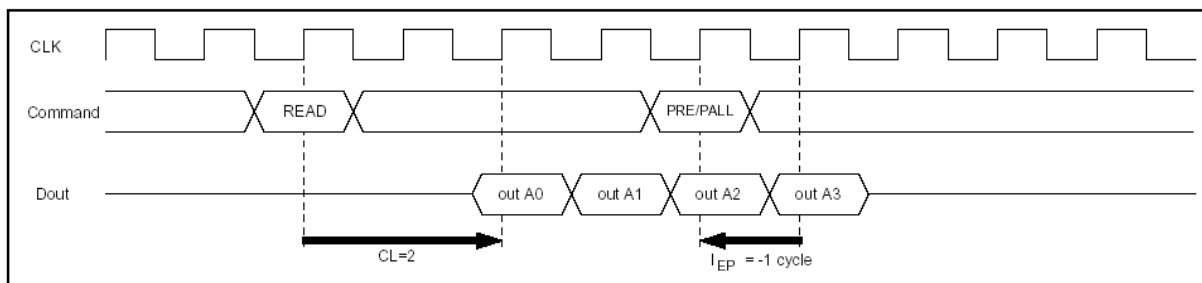 CLK
Command READ PRE/PALL
Dout out A0 out A1 out A2 out A3
CL=2 lEP = -1 cycle